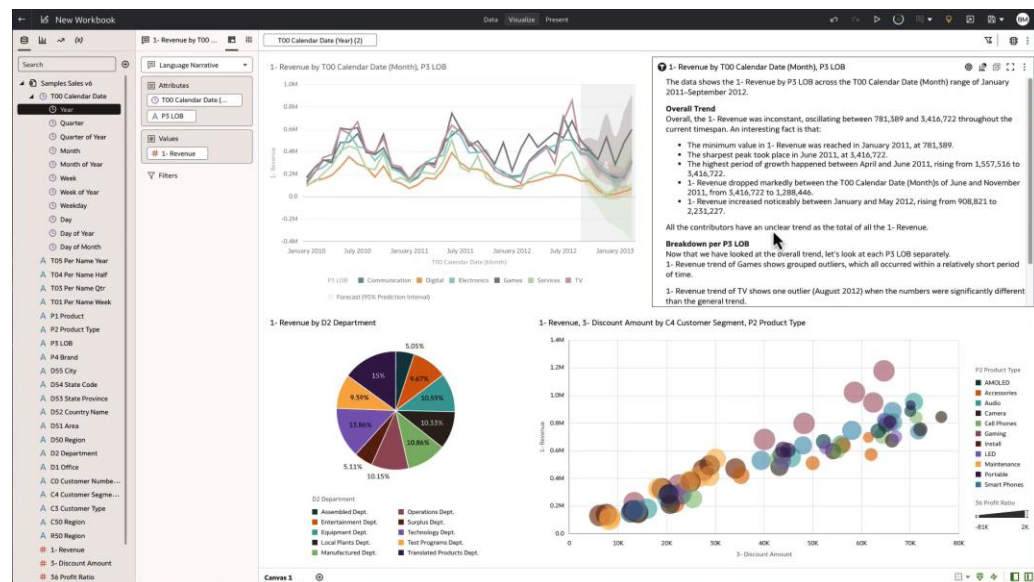 New Workbook
Data Visualize Present
BM
1- Revenue by T00 ...
T00 Calendar Date (Year) (2)
Search
Samples Sales v6
T00 Calendar Date
Year
Quarter
Quarter of Year
Month
Month of Year
Week
Week of Year
Weekday
Day
Day of Year
Day of Month
T05 Per Name Year
T04 Per Name Half
T03 Per Name Qtr
T01 Per Name Week
P1 Product
P2 Product Type
P3 LOB
P4 Brand
D55 City
D54 State Code
D53 State Province
D52 Country Name
D51 Area
D50 Region
D2 Department
D1 Office
C0 Customer Numbe...
C4 Customer Segme...
C3 Customer Type
C50 Region
R50 Region
1- Revenue
3- Discount Amount
36 Profit Ratio
Language Narrative
Attributes
T00 Calendar Date (...
P3 LOB
Values
1- Revenue
Filters
1- Revenue by T00 Calendar Date (Month), P3 LOB
1.0M
0.8M
0.6M
0.4M
0.2M
0.0
-0.2M
-0.4M
1- Revenue
January 2010 July 2010 January 2011 July 2011 January 2012 July 2012 January 2013
T00 Calendar Date (Month)
P3 LOB Communication Digital Electronics Games Services TV
Forecast (95% Prediction Interval)
1- Revenue by T00 Calendar Date (Month), P3 LOB
The data shows the 1- Revenue by P3 LOB across the T00 Calendar Date (Month) range of January
2011–September 2012.
Overall Trend
Overall, the 1- Revenue was inconstant, oscillating between 781,389 and 3,416,722 throughout the
current timespan. An interesting fact is that:
• The minimum value in 1- Revenue was reached in January 2011, at 781,389.
• The sharpest peak took place in June 2011, at 3,416,722.
• The highest period of growth happened between April and June 2011, rising from 1,557,516 to
3,416,722.
• 1- Revenue dropped markedly between the T00 Calendar Date (Month)s of June and November
2011, from 3,416,722 to 1,288,446.
• 1- Revenue increased noticeably between January and May 2012, rising from 908,821 to
2,231,227.
All the contributors have an unclear trend as the total of all the 1- Revenue.
Breakdown per P3 LOB
Now that we have looked at the overall trend, let's look at each P3 LOB separately.
1- Revenue trend of Games shows grouped outliers, which all occurred within a relatively short period
of time.
1- Revenue trend of TV shows one outlier (August 2012) when the numbers were significantly different
than the general trend.
1- Revenue by D2 Department
5.05%
9.67%
10.59%
10.33%
10.86%
10.15%
5.11%
13.86%
9.39%
15%
D2 Department
Assembled Dept. Operations Dept.
Entertainment Dept. Surplus Dept.
Equipment Dept. Technology Dept.
Local Plants Dept. Test Programs Dept.
Manufactured Dept. Translated Products Dept.
1- Revenue, 3- Discount Amount by C4 Customer Segment, P2 Product Type
1.4M
1.2M
0.8M
0.6M
0.4M
0.2M
0.0
1- Revenue
0 10K 20K 30K 40K 50K 60K 70K 80K
3- Discount Amount
P2 Product Type
AMOLED
Accessories
Audio
Camera
Cell Phones
Gaming
Install
LED
Maintenance
Portable
Smart Phones
36 Profit Ratio
-81K 2K
Canvas 1